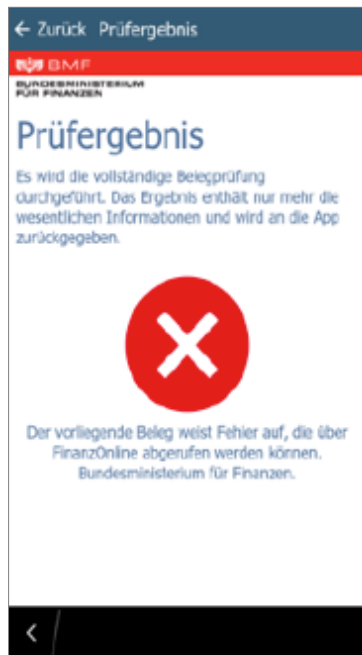 ← Zurück Prüfergebnis
BMF
BUNDESMINISTERIUM
FÜR FINANZEN
Prüfergebnis
Es wird die vollständige Belegprüfung
durchgeführt. Das Ergebnis enthält nur mehr die
wesentlichen Informationen und wird an die App
zurückgegeben.
Der vorliegende Beleg weist Fehler auf, die über
FinanzOnline abgerufen werden können.
Bundesministerium für Finanzen.